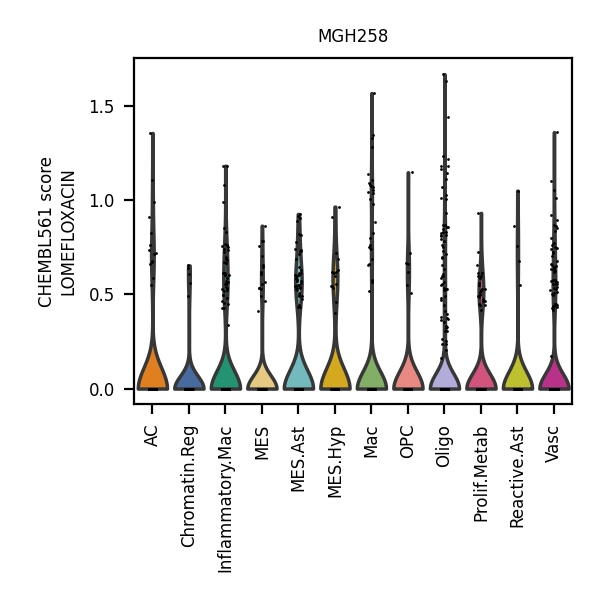 MGH258
CHEMBL561 score
LOMEFLOXACIN
1.5
1.0
0.5
0.0
AC
Chromatin.Reg
Inflammatory.Mac
MES
MES.Ast
MES.Hyp
Mac
OPC
Oligo
Prolif.Metab
Reactive.Ast
Vasc